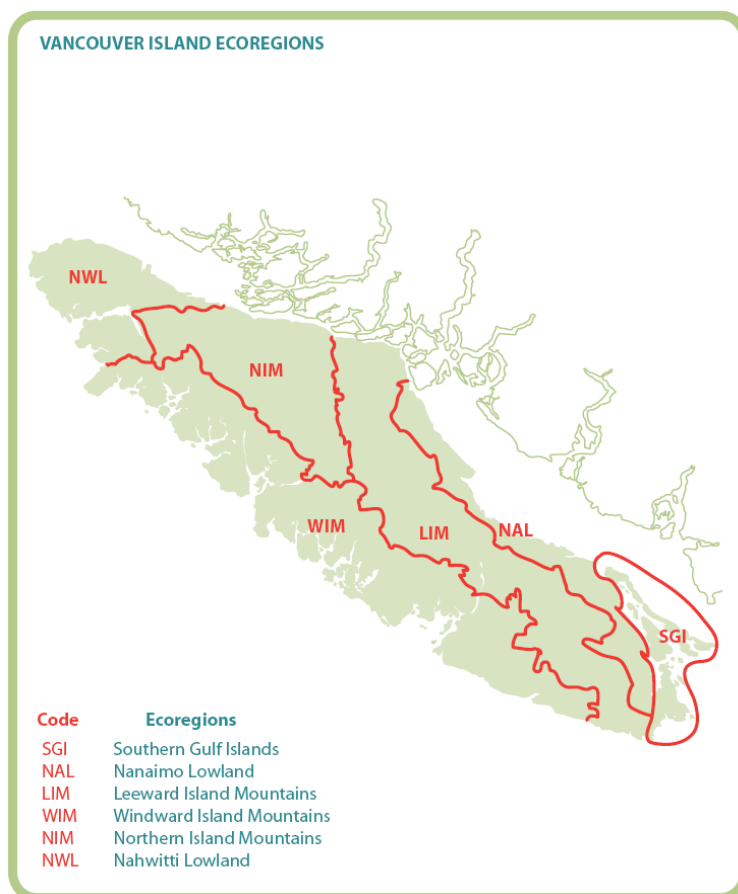 VANCOUVER ISLAND ECOREGIONS
NWL
NIM
WIM
LIM
NAL
SGI
Code Ecoregions
SGI Southern Gulf Islands
NAL Nanaimo Lowland
LIM Leeward Island Mountains
WIM Windward Island Mountains
NIM Northern Island Mountains
NWL Nahwitti Lowland